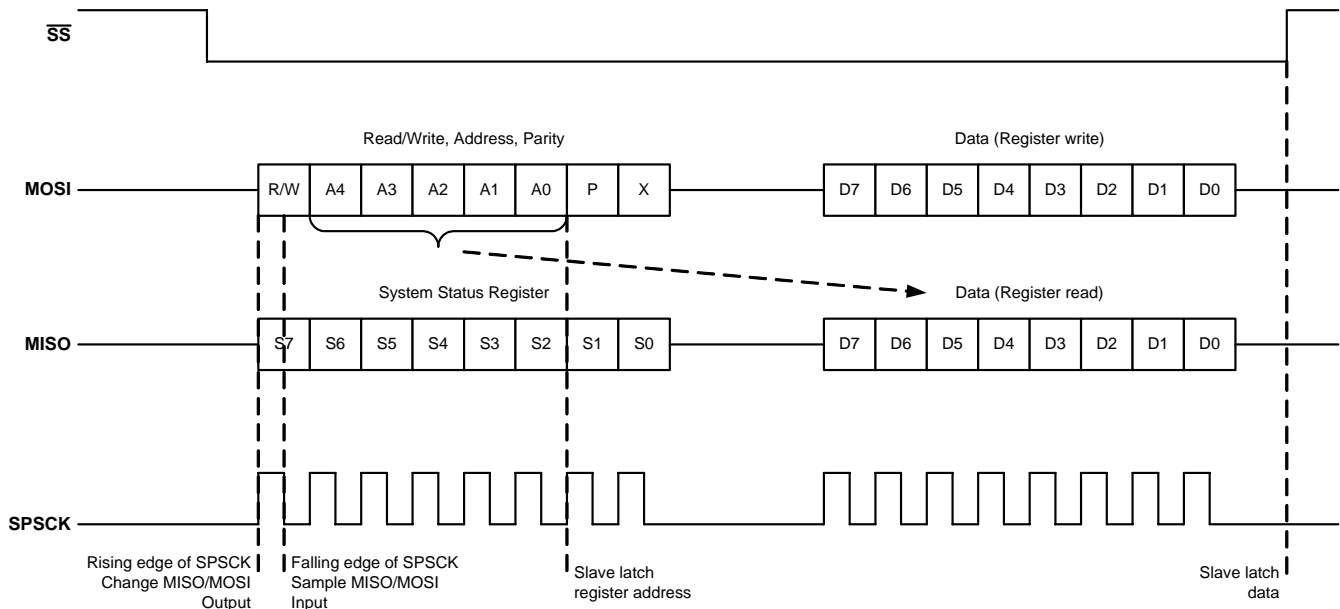 SS
Read/Write, Address, Parity
Data (Register write)
MOSI
R/W A4 A3 A2 A1 A0 P X
D7 D6 D5 D4 D3 D2 D1 D0
System Status Register
Data (Register read)
MISO
S7 S6 S5 S4 S3 S2 S1 S0
D7 D6 D5 D4 D3 D2 D1 D0
SPSCK
Rising edge of SPSCK
Change MISO/MOSI
Output
Falling edge of SPSCK
Sample MISO/MOSI
Input
Slave latch
register address
Slave latch
data